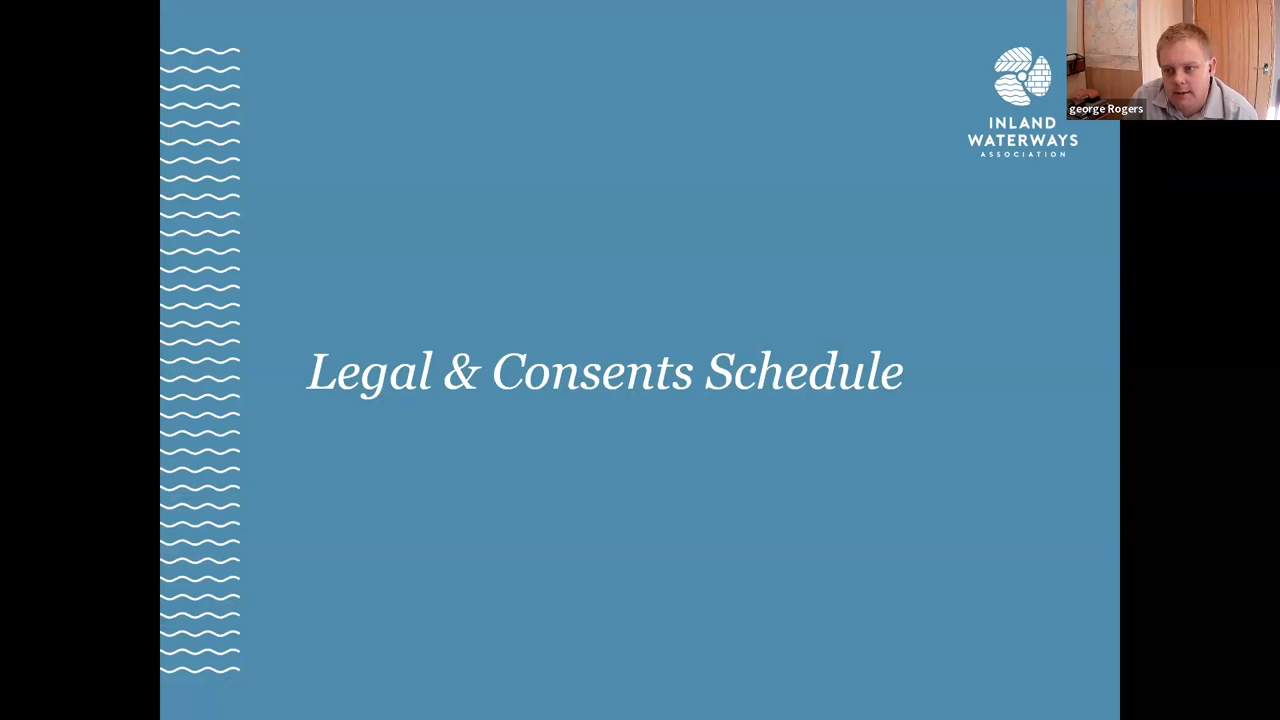 INLAND
WATERWAYS
ASSOCIATION
george Rogers
Legal & Consents Schedule